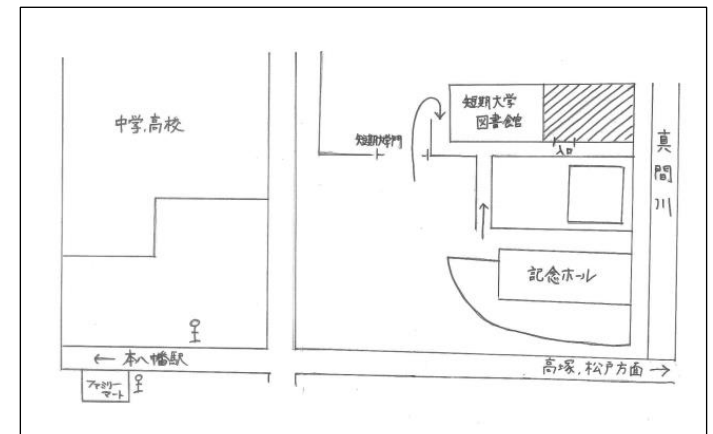 中学,高校
短期大学
図書館
短期大学門
入口
真間川
記念ホール
← 本八幡駅
高塚,松戸方面 →
ファミリー
マート